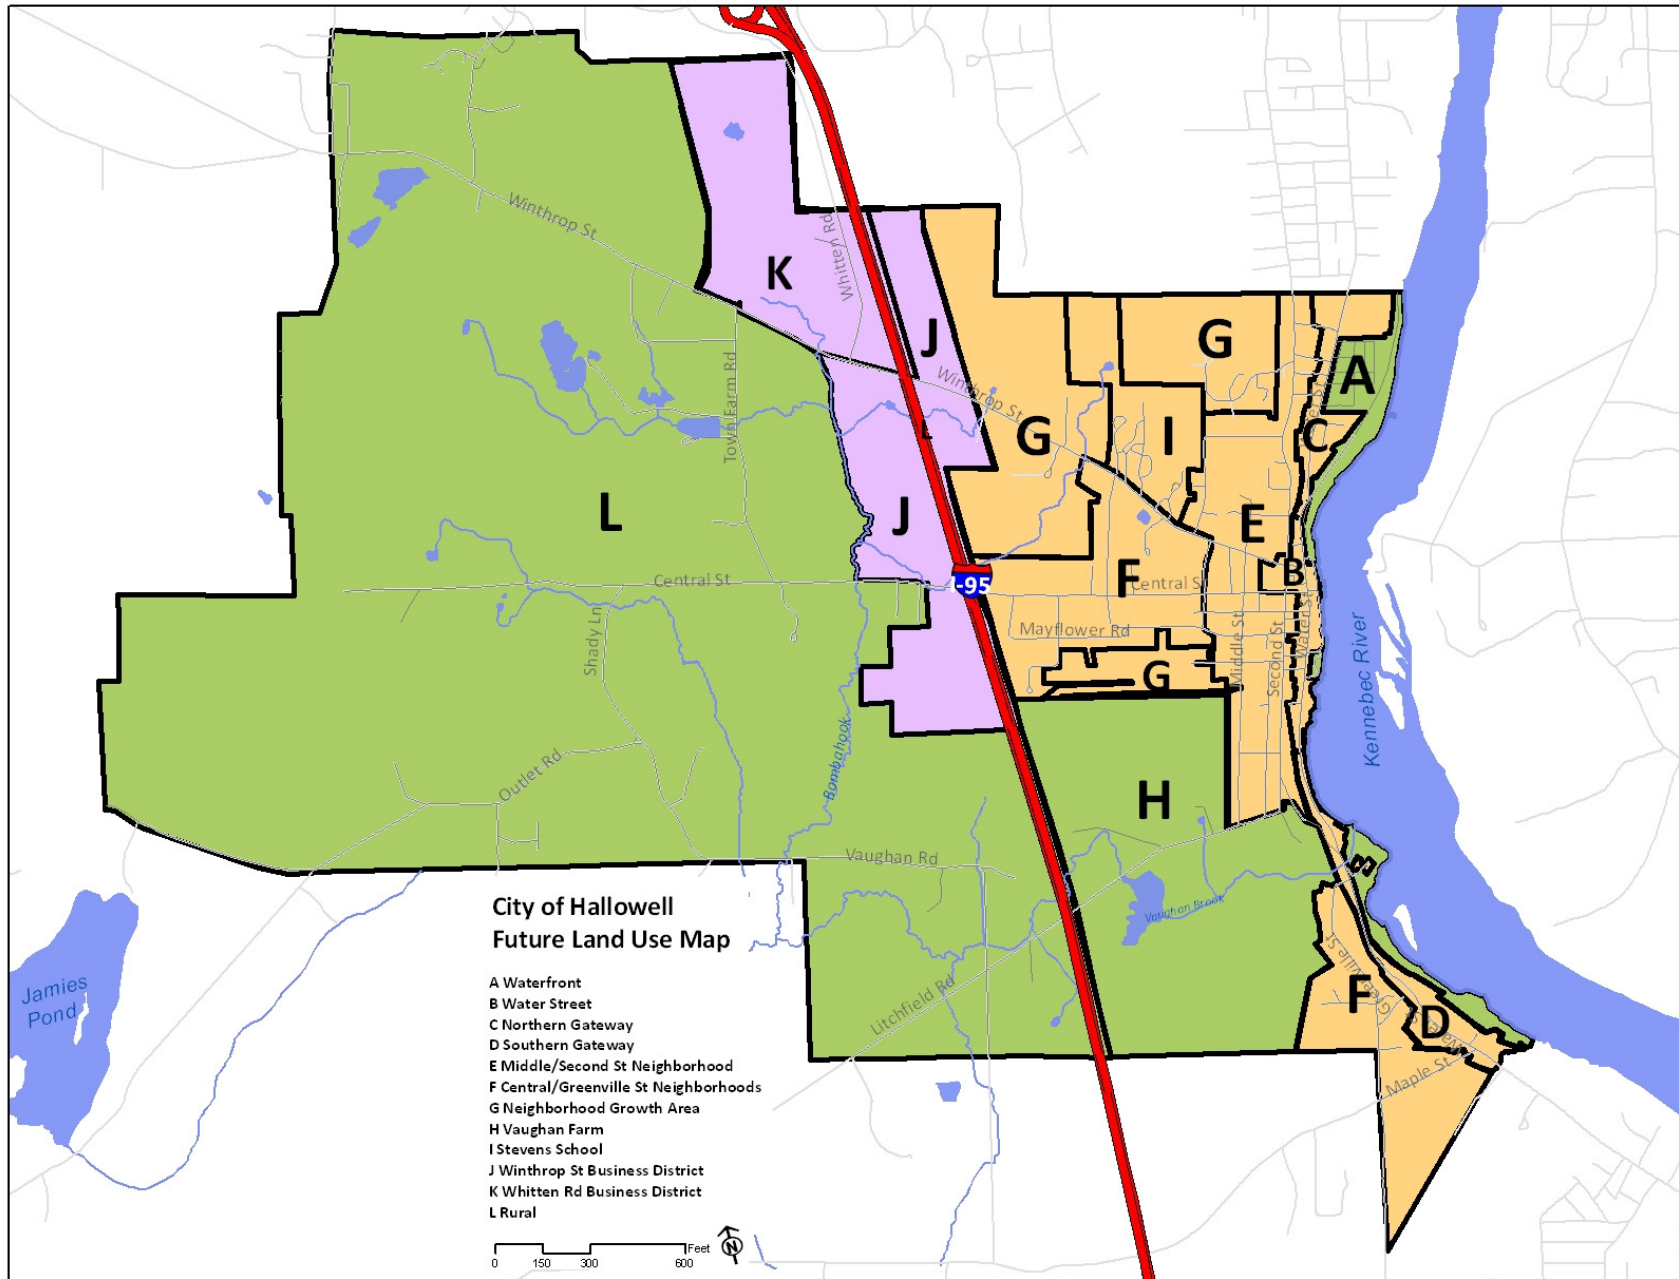 Winthrop St
Whitten Rd
K
J
G
A
Winthrop St
Town Farm Rd
G
I
C
L
L
J
E
B
Central St
I-95
F
Central S
Kennebec River
Mayflower Rd
Shady Ln
Middle St
Second St
Water St
G
Bombahook
Outlet Rd
H
Vaughan Rd
Vaughan Brook
City of Hallowell
Future Land Use Map
Jamies
Pond
Litchfield Rd
Greenville St
F
D
Maple St
A Waterfront
B Water Street
C Northern Gateway
D Southern Gateway
E Middle/Second St Neighborhood
F Central/Greenville St Neighborhoods
G Neighborhood Growth Area
H Vaughan Farm
I Stevens School
J Winthrop St Business District
K Whitten Rd Business District
L Rural
Feet
0 150 300 600
N